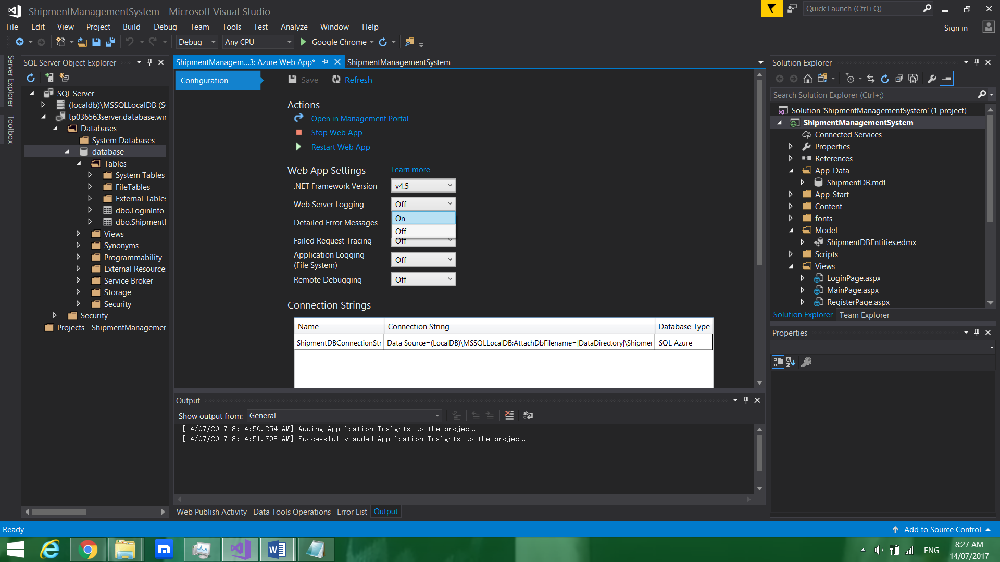 ShipmentManagementSystem - Microsoft Visual Studio
Quick Launch (Ctrl+Q)
File Edit View Project Build Debug Team Tools Test Analyze Window Help
Sign in
Debug Any CPU Google Chrome
Server Explorer
Toolbox
SQL Server Object Explorer
SQL Server
(localdb)\MSSQLLocalDB (S
tp036563server.database.wir
Databases
System Databases
database
Tables
System Tables
FileTables
External Tables
dbo.LoginInfo
dbo.ShipmentI
Views
Synonyms
Programmability
External Resources
Service Broker
Storage
Security
Security
Projects - ShipmentManagemer
ShipmentManagem...3: Azure Web App*
ShipmentManagementSystem
Configuration
Save Refresh
Actions
Open in Management Portal
Stop Web App
Restart Web App
Web App Settings Learn more
.NET Framework Version v4.5
Web Server Logging Off
On
Detailed Error Messages
Off
Failed Request Tracing Off
Application Logging
(File System) Off
Remote Debugging Off
Connection Strings
Name Connection String Database Type
ShipmentDBConnectionStr Data Source=(LocalDB)\MSSQLLocalDB;AttachDbFilename=|DataDirectory|\Shipmer SQL Azure
Output
Show output from: General
[14/07/2017 8:14:50.254 AM] Adding Application Insights to the project.
[14/07/2017 8:14:51.798 AM] Successfully added Application Insights to the project.
Web Publish Activity Data Tools Operations Error List Output
Solution Explorer
Search Solution Explorer (Ctrl+;)
Solution 'ShipmentManagementSystem' (1 project)
ShipmentManagementSystem
Connected Services
Properties
References
App_Data
ShipmentDB.mdf
App_Start
Content
fonts
Model
ShipmentDBEntities.edmx
Scripts
Views
LoginPage.aspx
MainPage.aspx
RegisterPage.aspx
Solution Explorer Team Explorer
Properties
Ready
Add to Source Control
ENG
8:27 AM
14/07/2017